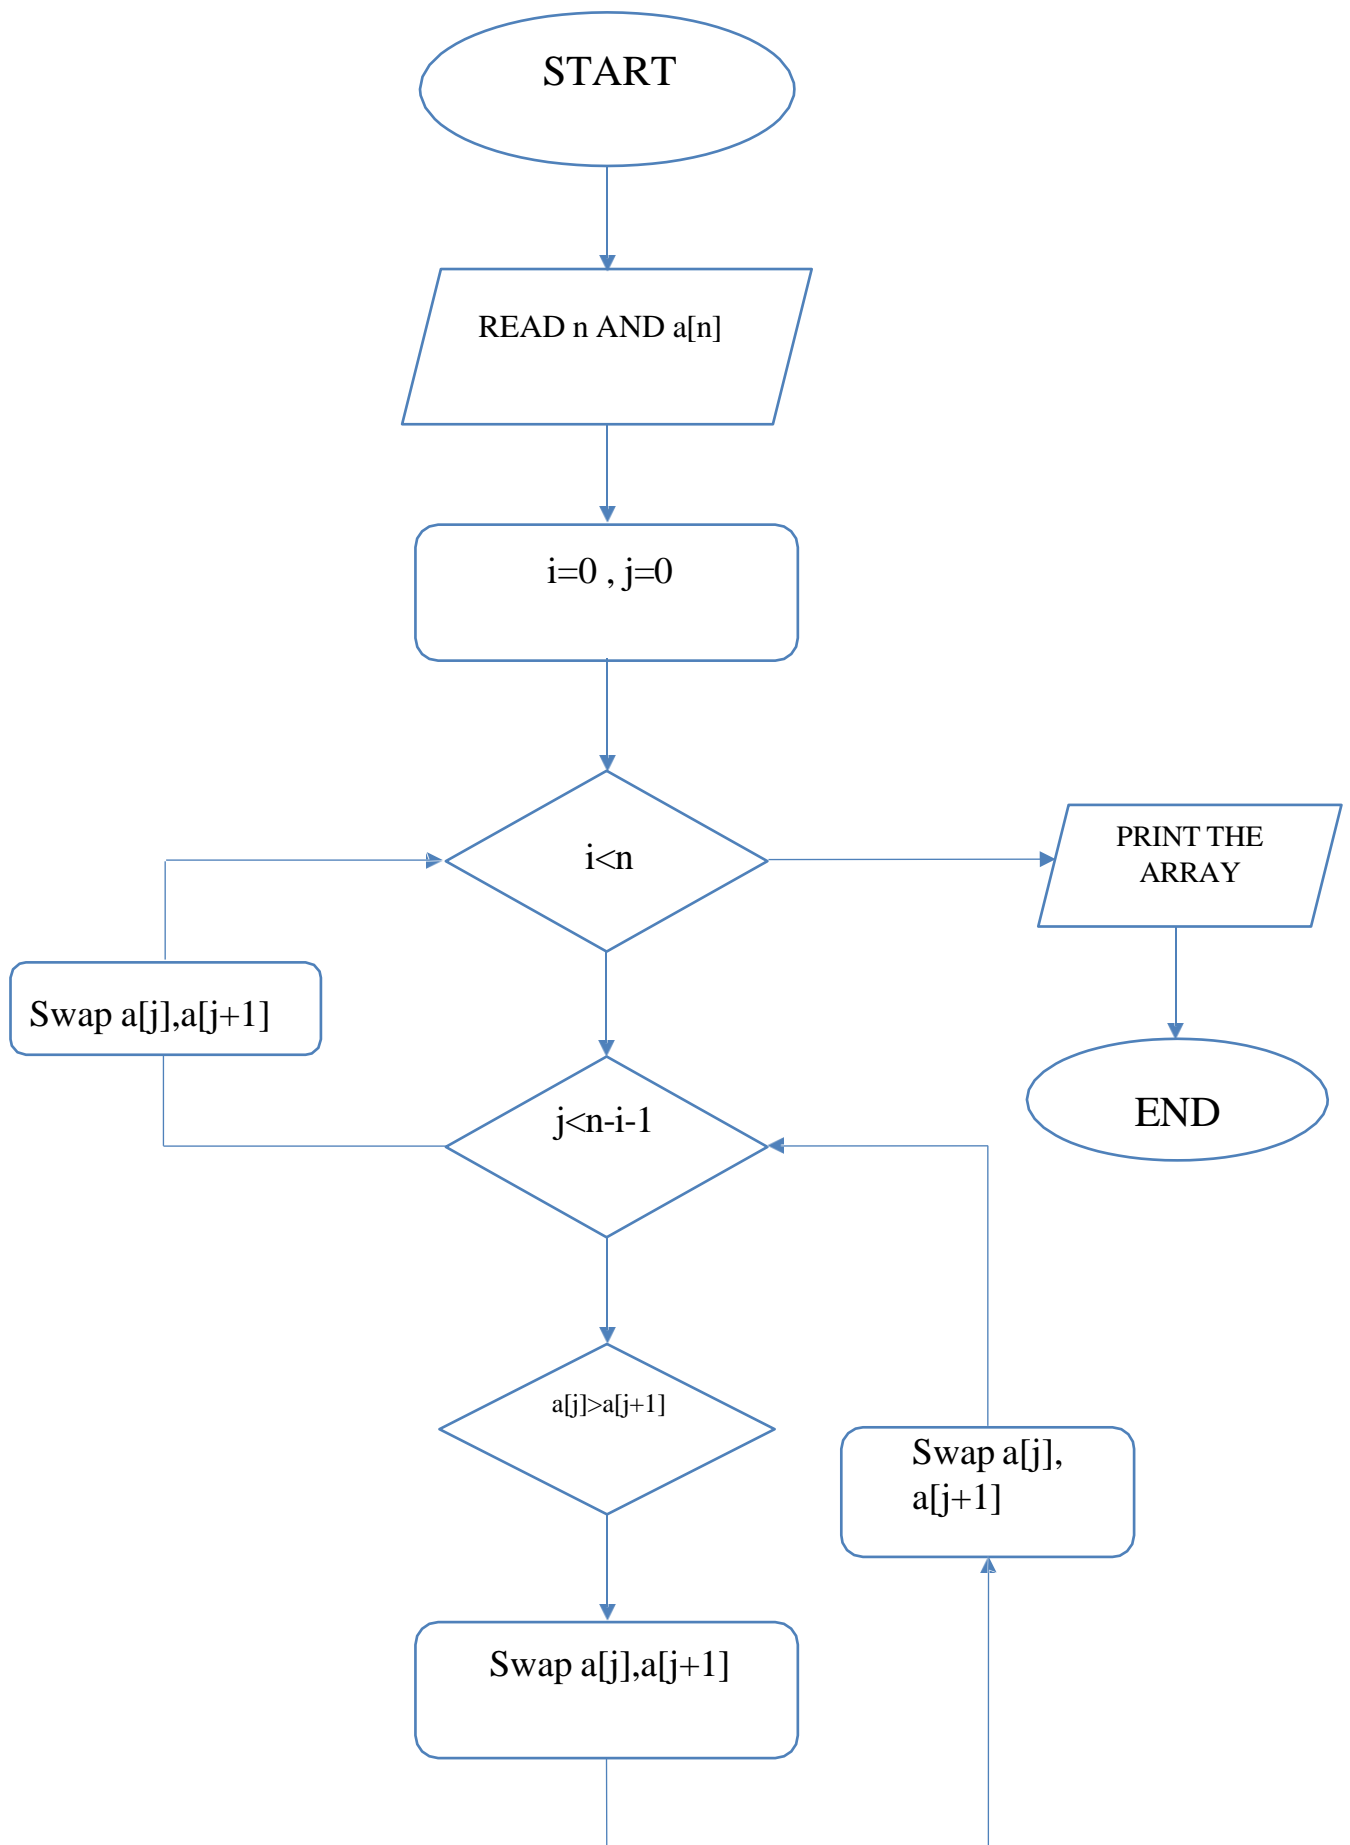 START
READ n AND a[n]
i=0 , j=0
i<n
PRINT THE
ARRAY
Swap a[j],a[j+1]
j<n-i-1
END
a[j]>a[j+1]
Swap a[j],
a[j+1]
Swap a[j],a[j+1]